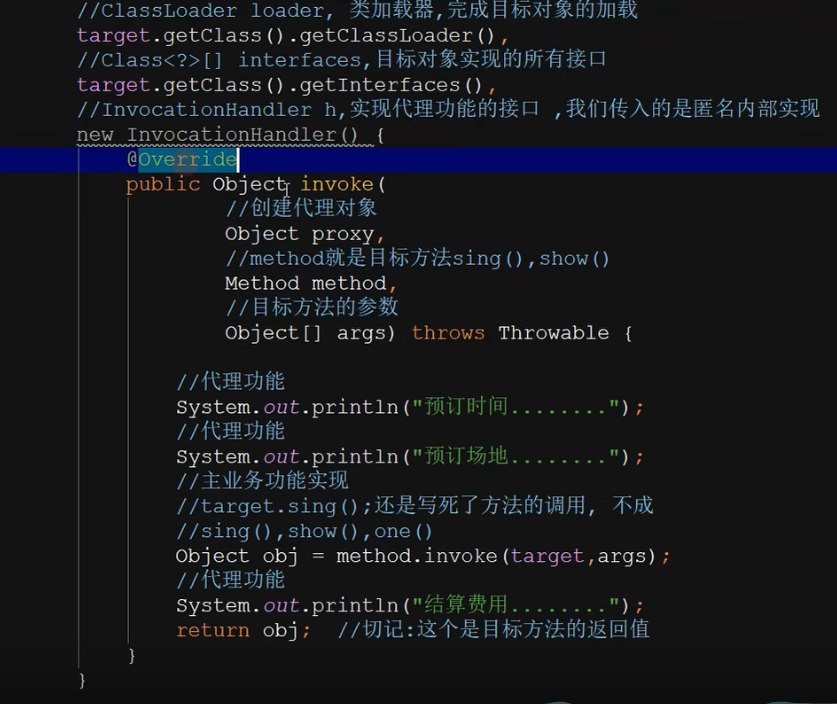 //ClassLoader loader, 类加载器,完成目标对象的加载
target.getClass().getClassLoader(),
//Class<?>[] interfaces,目标对象实现的所有接口
target.getClass().getInterfaces(),
//InvocationHandler h,实现代理功能的接口 ,我们传入的是匿名内部实现
new InvocationHandler() {
@Override
public Object invoke(
//创建代理对象
Object proxy,
//method就是目标方法sing(),show()
Method method,
//目标方法的参数
Object[] args) throws Throwable {
//代理功能
System.out.println("预订时间........");
//代理功能
System.out.println("预订场地........");
//主业务功能实现
//target.sing();还是写死了方法的调用, 不成
//sing(),show(),one()
Object obj = method.invoke(target,args);
//代理功能
System.out.println("结算费用........");
return obj;  //切记:这个是目标方法的返回值
}
}